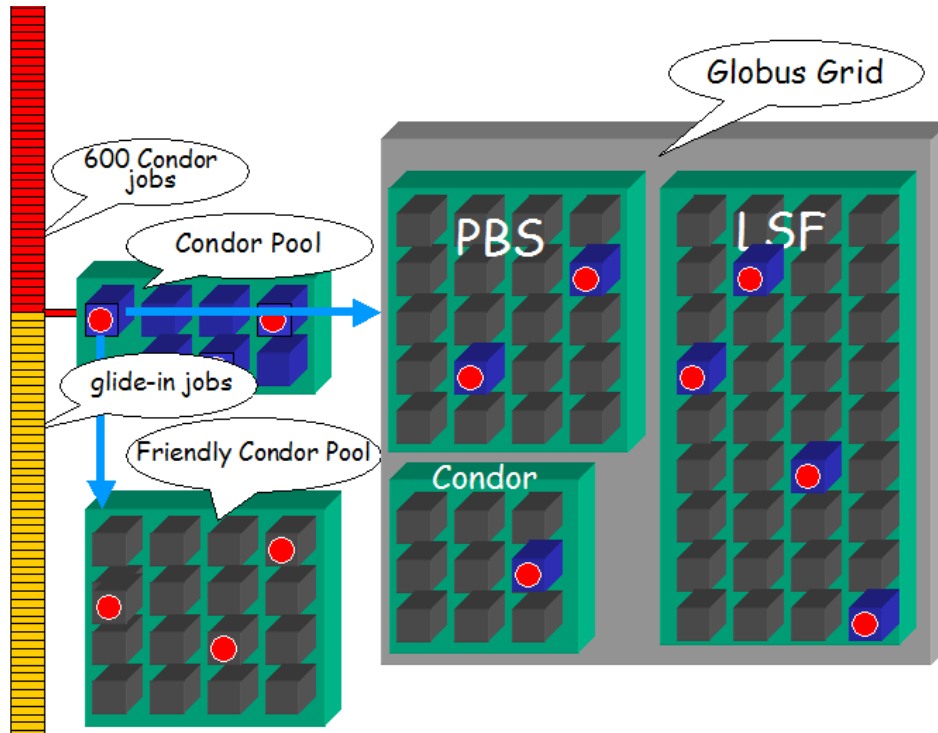 Globus Grid
600 Condor
jobs
Condor Pool
PBS
LSF
glide-in jobs
Friendly Condor Pool
Condor